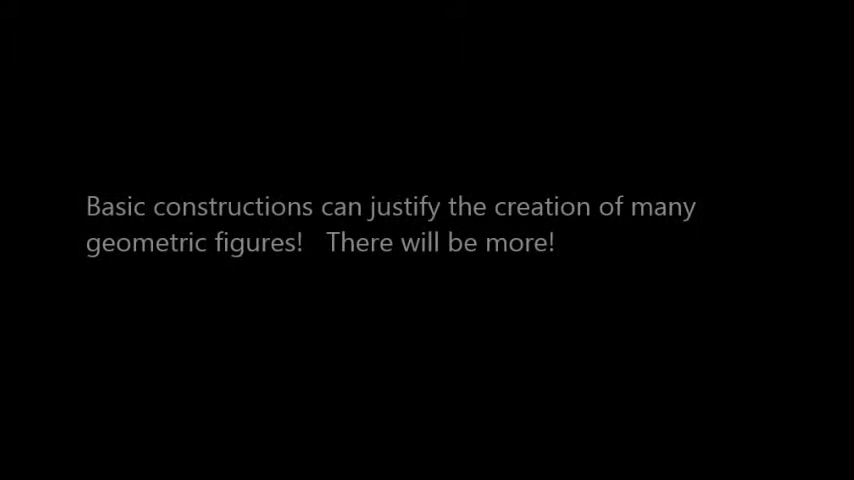 Basic constructions can justify the creation of many
geometric figures!   There will be more!